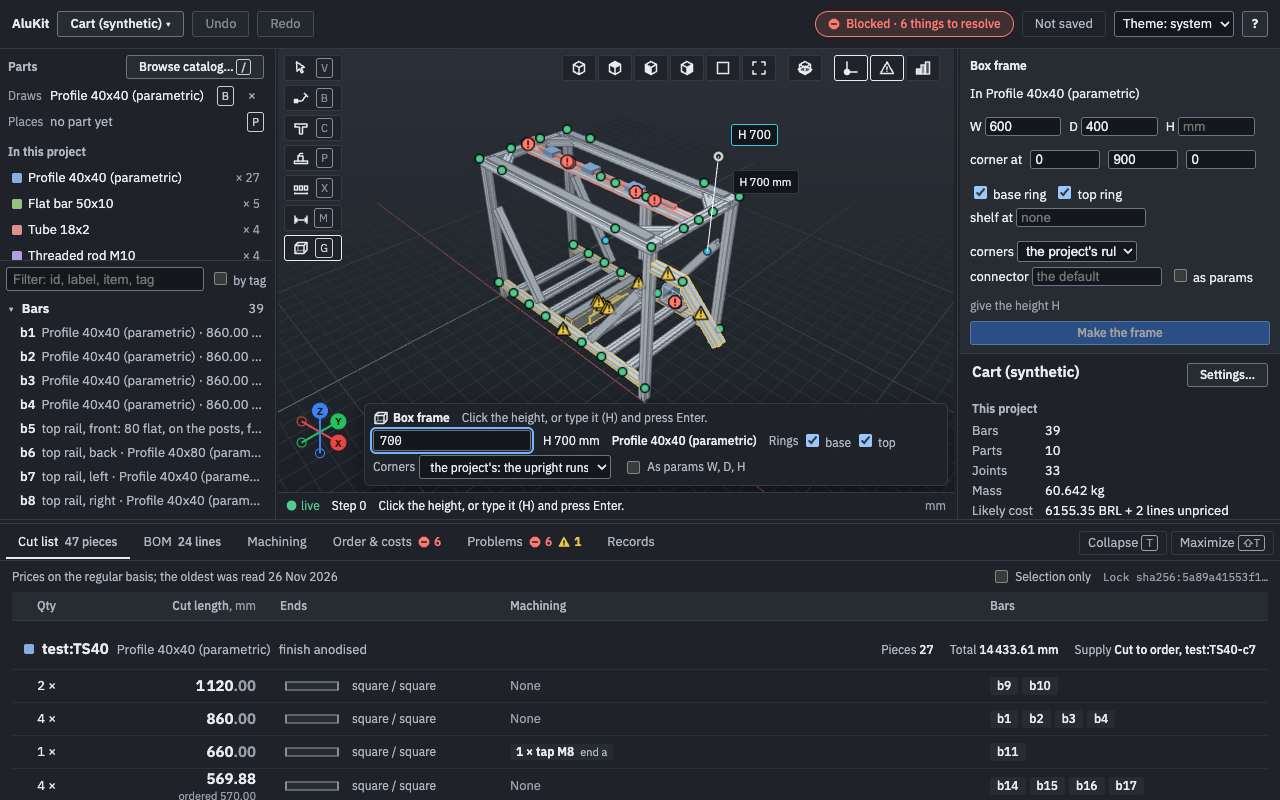 AluKit Cart (synthetic) ▾ Undo Redo Blocked · 6 things to resolve Not saved Theme: system ?
Parts Browse catalog... /
Draws Profile 40x40 (parametric) B ×
Places no part yet P
In this project
Profile 40x40 (parametric) × 27
Flat bar 50x10 × 5
Tube 18x2 × 4
Threaded rod M10 × 4
Filter: id, label, item, tag by tag
▾ Bars 39
b1 Profile 40x40 (parametric) · 860.00 ...
b2 Profile 40x40 (parametric) · 860.00 ...
b3 Profile 40x40 (parametric) · 860.00 ...
b4 Profile 40x40 (parametric) · 860.00 ...
b5 top rail, front: 80 flat, on the posts, f...
b6 top rail, back · Profile 40x80 (param...
b7 top rail, left · Profile 40x40 (parame...
b8 top rail, right · Profile 40x40 (param...
V
B
C
P
X
M
G
H 700
H 700 mm
Z
Y
X
Box frame Click the height, or type it (H) and press Enter.
700 H 700 mm Profile 40x40 (parametric) Rings base top
Corners the project's: the upright runs As params W, D, H
live Step 0 Click the height, or type it (H) and press Enter. mm
Box frame
In Profile 40x40 (parametric)
W 600 D 400 H mm
corner at 0 900 0
base ring top ring
shelf at none
corners the project's rul
connector the default as params
give the height H
Make the frame
Cart (synthetic) Settings...
This project
Bars 39
Parts 10
Joints 33
Mass 60.642 kg
Likely cost 6155.35 BRL + 2 lines unpriced
Cut list 47 pieces BOM 24 lines Machining Order & costs 6 Problems 6 1 Records Collapse T Maximize ⇧T
Prices on the regular basis; the oldest was read 26 Nov 2026 Selection only Lock sha256:5a89a41553f1…
Qty Cut length, mm Ends Machining Bars
test:TS40 Profile 40x40 (parametric) finish anodised Pieces 27 Total 14 433.61 mm Supply Cut to order, test:TS40-c7
2 × 1 120.00 square / square None b9 b10
4 × 860.00 square / square None b1 b2 b3 b4
1 × 660.00 square / square 1 × tap M8 end a b11
4 × 569.88 square / square None b14 b15 b16 b17
ordered 570.00